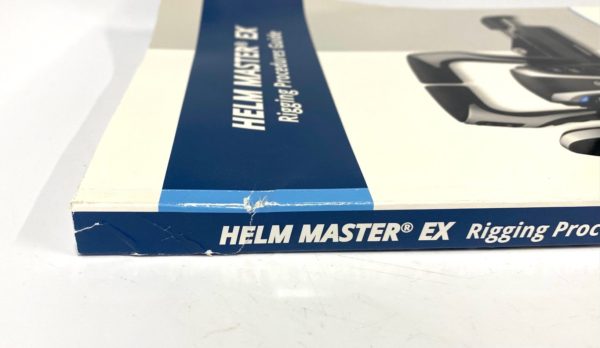 HELM MASTER® EX
Rigging Procedures Guide
HELM MASTER® EX Rigging Proc